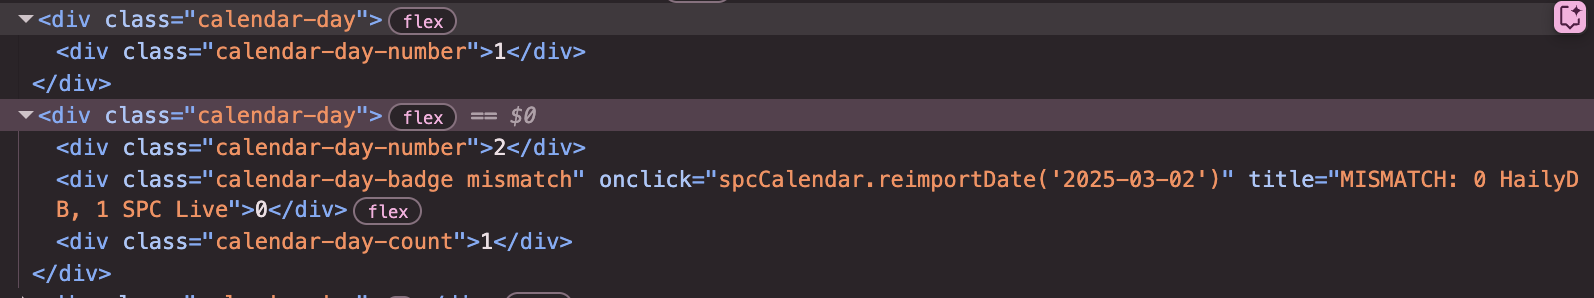 ▼<div class="calendar-day"> flex
<div class="calendar-day-number">1</div>
</div>
▼<div class="calendar-day"> flex == $0
<div class="calendar-day-number">2</div>
<div class="calendar-day-badge mismatch" onclick="spcCalendar.reimportDate('2025-03-02')" title="MISMATCH: 0 HailyD
B, 1 SPC Live">0</div> flex
<div class="calendar-day-count">1</div>
</div>